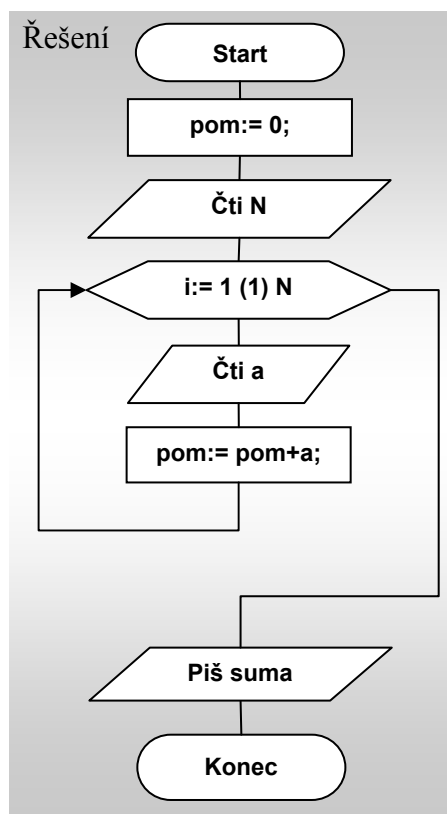 Řešení
Start
pom:= 0;
Čti N
i:= 1 (1) N
Čti a
pom:= pom+a;
Piš suma
Konec